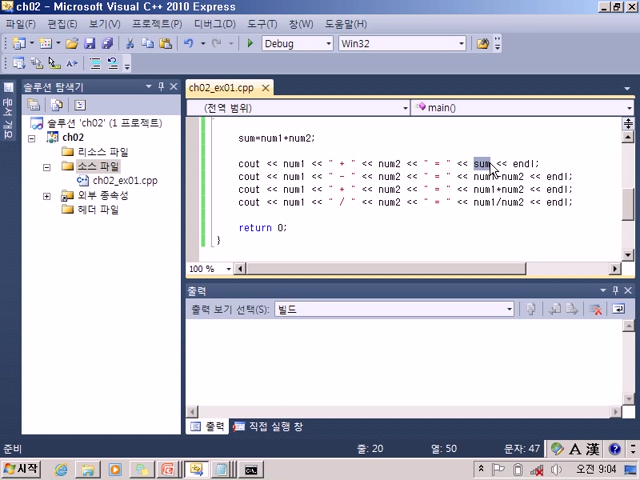 ch02 - Microsoft Visual C++ 2010 Express
파일(F) 편집(E) 보기(V) 프로젝트(P) 디버그(D) 도구(T) 창(W) 도움말(H)
Debug Win32
솔루션 탐색기
솔루션 'ch02' (1 프로젝트)
ch02
리소스 파일
소스 파일
ch02_ex01.cpp
외부 종속성
헤더 파일
문서 개요
ch02_ex01.cpp
(전역 범위) main()
sum=num1+num2;
cout << num1 << " + " << num2 << " = " << sum << endl;
cout << num1 << " - " << num2 << " = " << num1-num2 << endl;
cout << num1 << " * " << num2 << " = " << num1*num2 << endl;
cout << num1 << " / " << num2 << " = " << num1/num2 << endl;
return 0;
}
100 %
출력
출력 보기 선택(S): 빌드
출력 직접 실행 창
준비 줄: 20 열: 50 문자: 47 A 漢
시작 오전 9:04